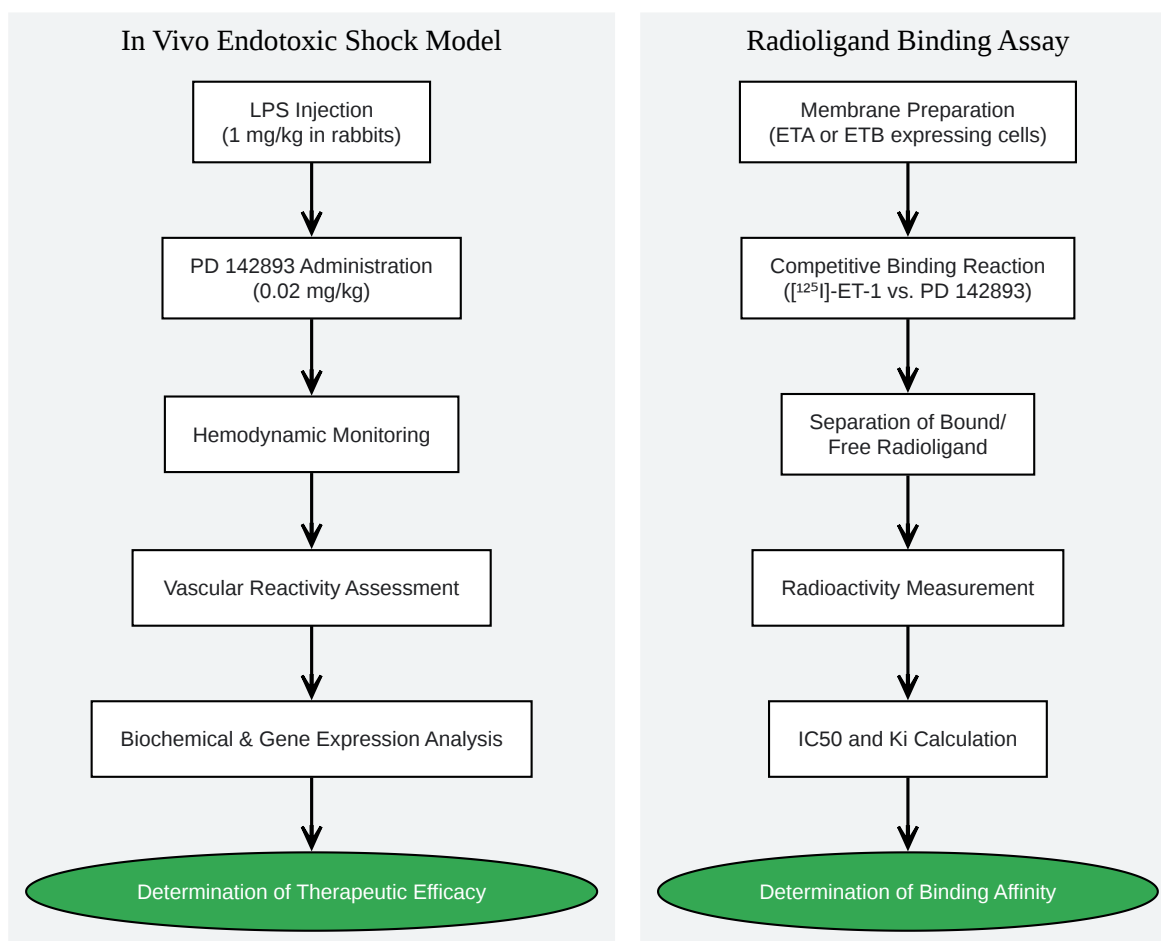 In Vivo Endotoxic Shock Model
LPS Injection
(1 mg/kg in rabbits)
PD 142893 Administration
(0.02 mg/kg)
Hemodynamic Monitoring
Vascular Reactivity Assessment
Biochemical & Gene Expression Analysis
Determination of Therapeutic Efficacy
Radioligand Binding Assay
Membrane Preparation
(ETA or ETB expressing cells)
Competitive Binding Reaction
([¹²⁵I]-ET-1 vs. PD 142893)
Separation of Bound/
Free Radioligand
Radioactivity Measurement
IC50 and Ki Calculation
Determination of Binding Affinity